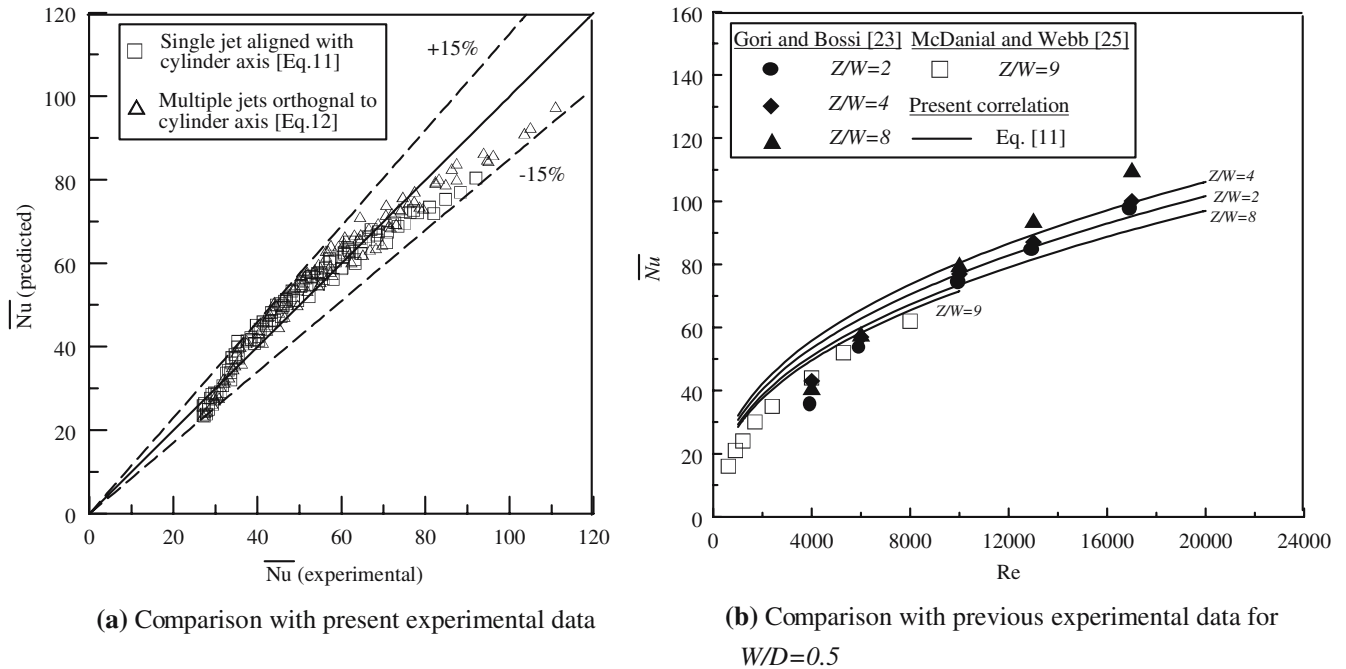 120
100
80
60
40
20
0
0 20 40 60 80 100 120
Nu (predicted)
Nu (experimental)
Single jet aligned with
cylinder axis [Eq.11]
Multiple jets orthognal to
cylinder axis [Eq.12]
+15%
-15%
(a) Comparison with present experimental data
160
140
120
100
80
60
40
20
0
0 4000 8000 12000 16000 20000 24000
Nu
Re
Gori and Bossi [23] McDanial and Webb [25]
Z/W=2 Z/W=9
Z/W=4 Present correlation
Z/W=8 Eq. [11]
Z/W=4
Z/W=2
Z/W=8
Z/W=9
(b) Comparison with previous experimental data for
W/D=0.5